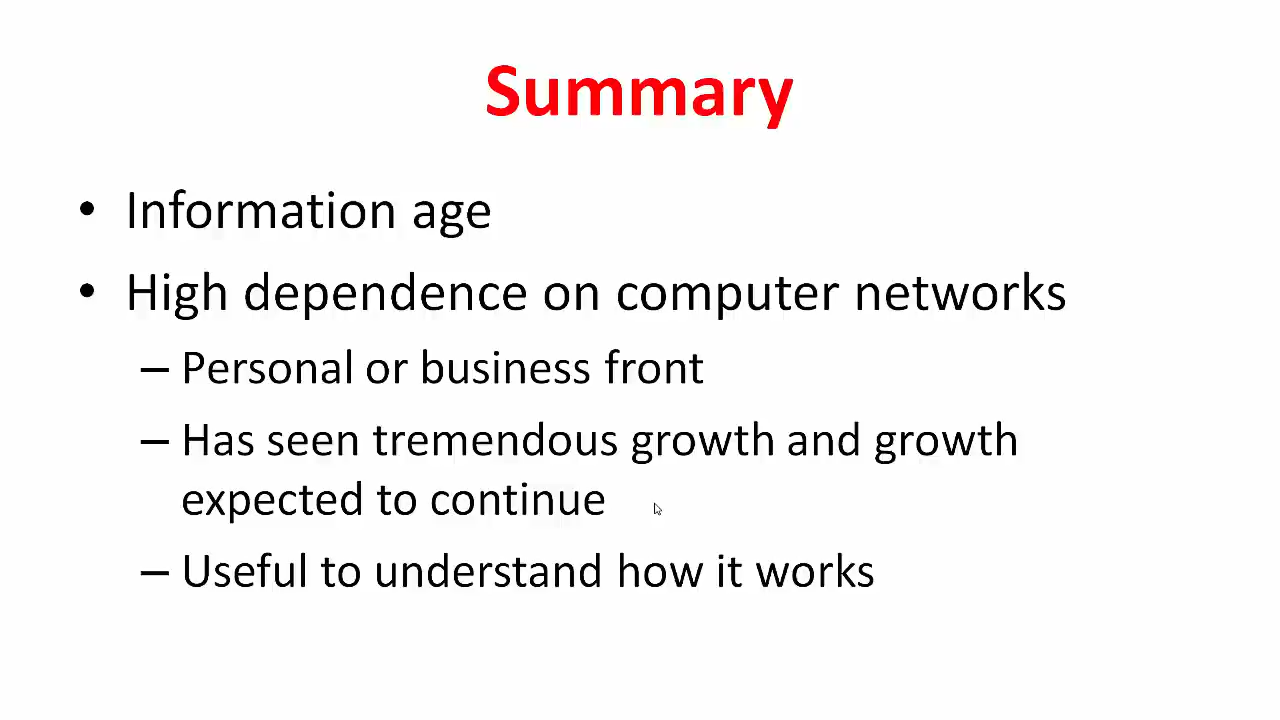 Summary
• Information age
• High dependence on computer networks
– Personal or business front
– Has seen tremendous growth and growth
expected to continue
– Useful to understand how it works